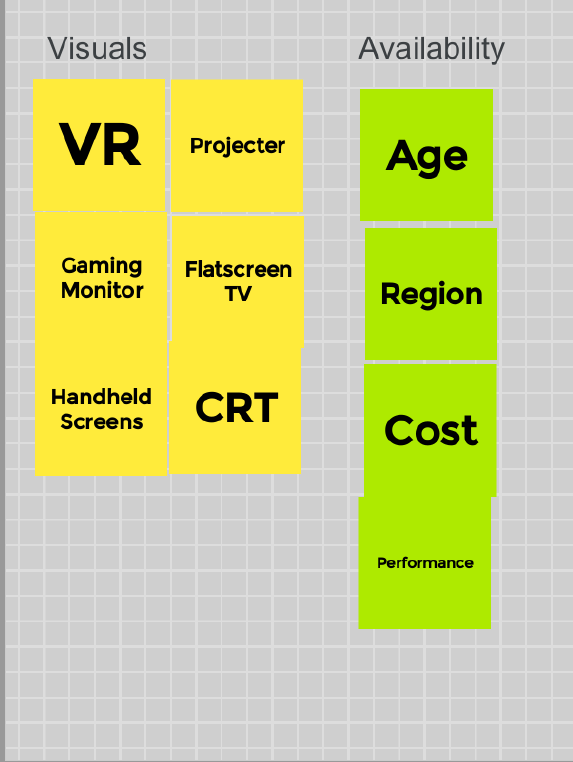 Visuals
Availability
VR
Projecter
Gaming
Monitor
Flatscreen
TV
Handheld
Screens
CRT
Age
Region
Cost
Performance